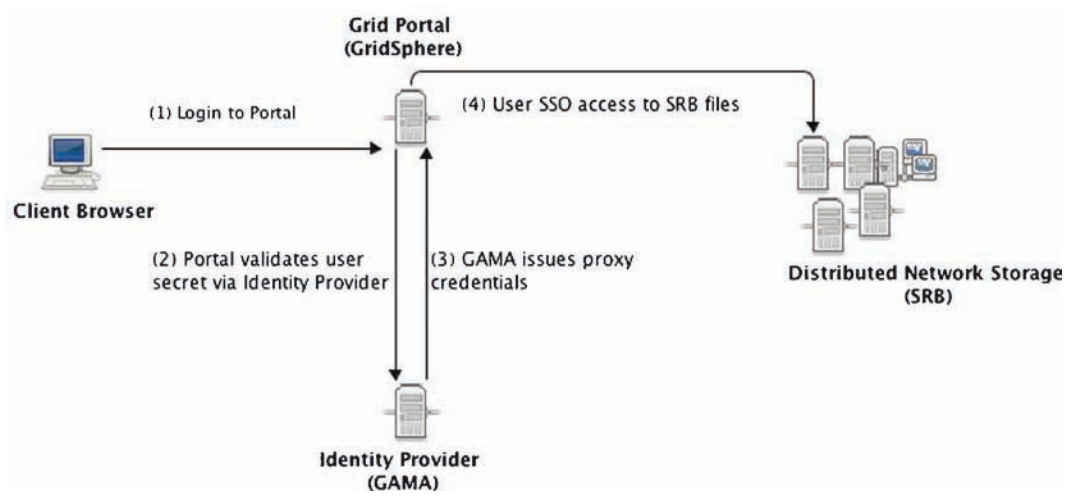 Grid Portal
(GridSphere)
(1) Login to Portal
(4) User SSO access to SRB files
Client Browser
(2) Portal validates user
secret via Identity Provider
(3) GAMA issues proxy
credentials
Distributed Network Storage
(SRB)
Identity Provider
(GAMA)